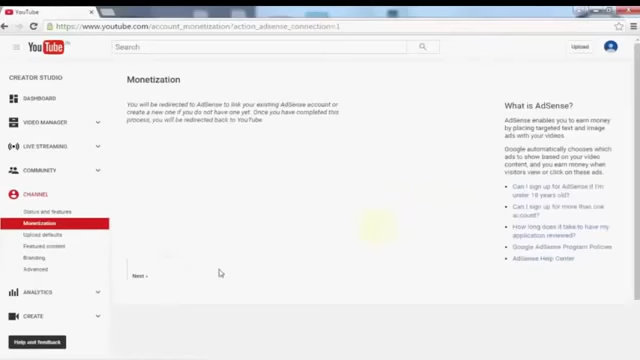 YouTube
https://www.youtube.com/account_monetization?action_adsense_connection=1
YouTube
Search
Upload
CREATOR STUDIO
DASHBOARD
VIDEO MANAGER
LIVE STREAMING
COMMUNITY
CHANNEL
Status and features
Monetization
Upload defaults
Featured content
Branding
Advanced
ANALYTICS
CREATE
Help and feedback
Monetization
You will be redirected to AdSense to link your existing AdSense account or
create a new one if you do not have one yet. Once you have completed this
process, you will be redirected back to YouTube.
Next »
What is AdSense?
AdSense enables you to earn money
by placing targeted text and image
ads with your videos.
Google automatically chooses which
ads to show based on your video
content, and you earn money when
visitors view or click on these ads.
• Can I sign up for AdSense if I'm
under 18 years old?
• Can I sign up for more than one
account?
• How long does it take to have my
application reviewed?
• Google AdSense Program Policies
• AdSense Help Center